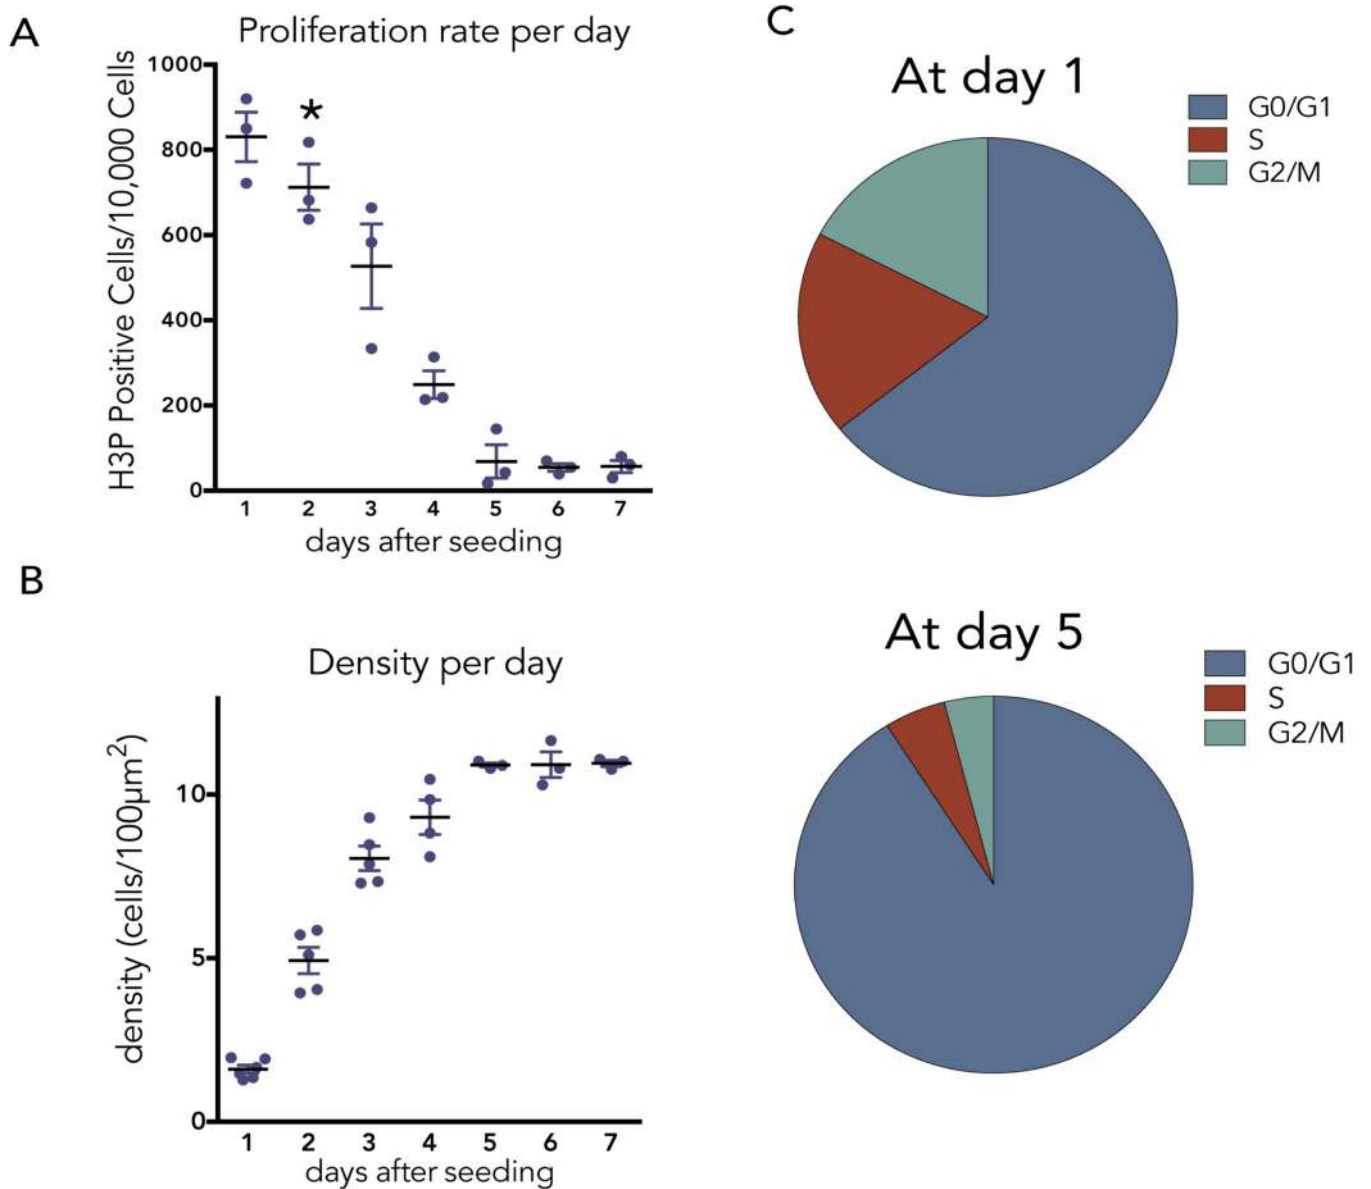 A
Proliferation rate per day
H3P Positive Cells/10,000 Cells
1000
800
600
400
200
0
*
1 2 3 4 5 6 7
days after seeding
B
Density per day
density (cells/100µm²)
10
5
0
1 2 3 4 5 6 7
days after seeding
C
At day 1
G0/G1
S
G2/M
At day 5
G0/G1
S
G2/M